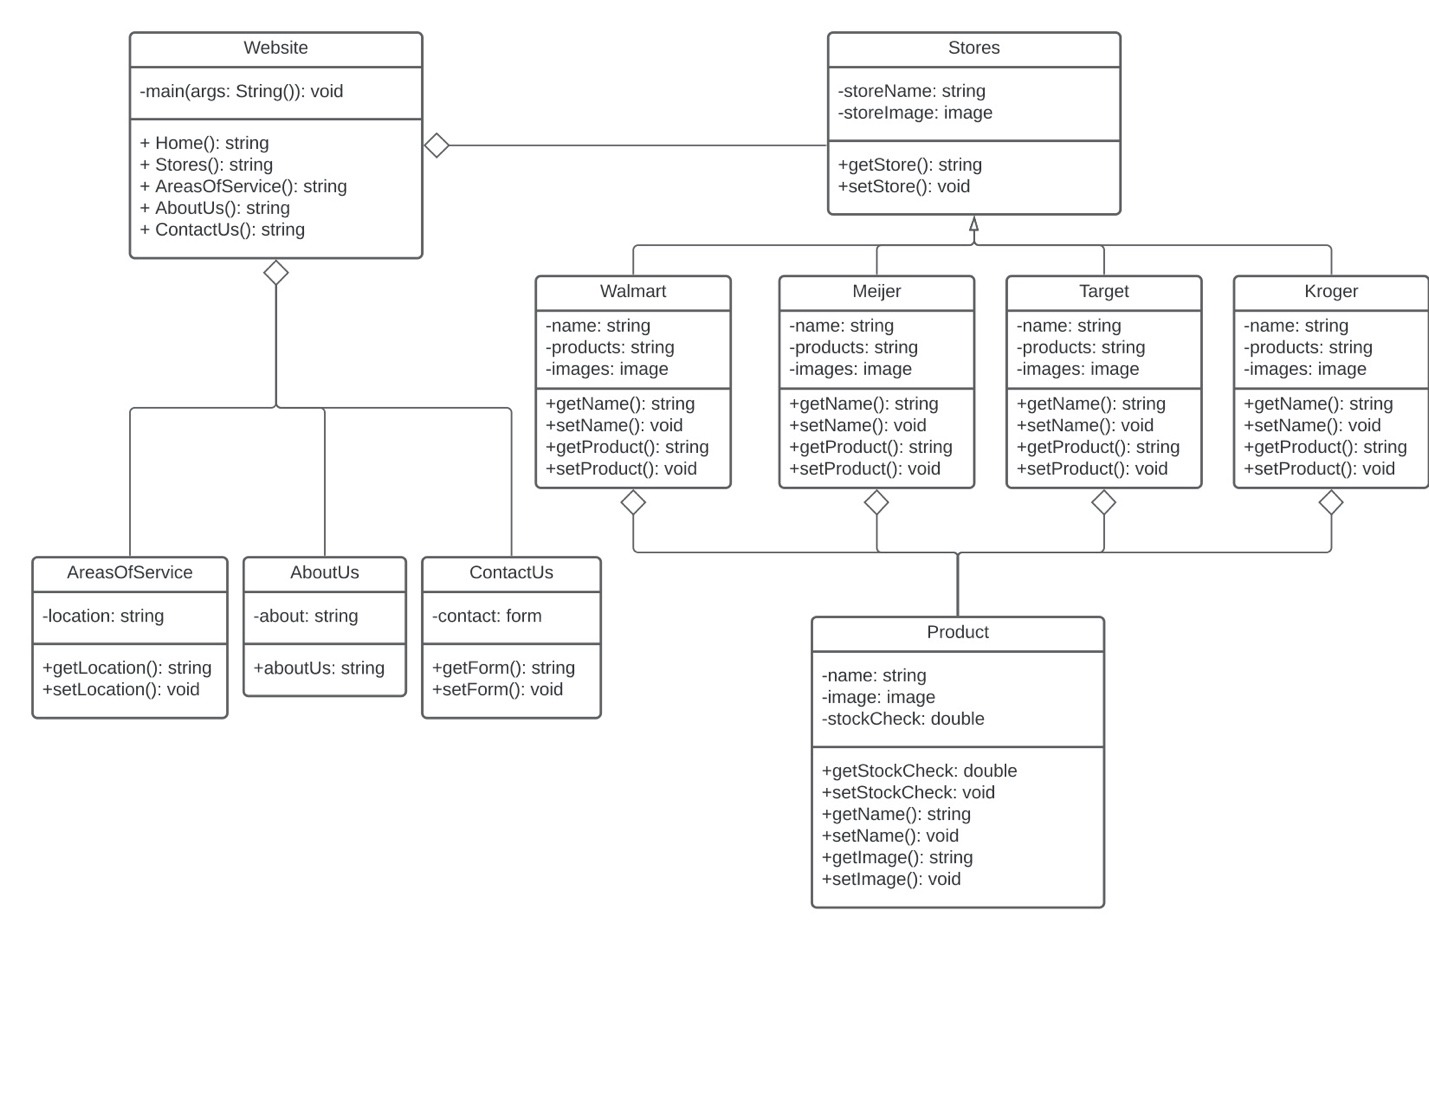 Website
-main(args: String()): void
+ Home(): string
+ Stores(): string
+ AreasOfService(): string
+ AboutUs(): string
+ ContactUs(): string
Stores
-storeName: string
-storeImage: image
+getStore(): string
+setStore(): void
Walmart
-name: string
-products: string
-images: image
+getName(): string
+setName(): void
+getProduct(): string
+setProduct(): void
Meijer
-name: string
-products: string
-images: image
+getName(): string
+setName(): void
+getProduct(): string
+setProduct(): void
Target
-name: string
-products: string
-images: image
+getName(): string
+setName(): void
+getProduct(): string
+setProduct(): void
Kroger
-name: string
-products: string
-images: image
+getName(): string
+setName(): void
+getProduct(): string
+setProduct(): void
AreasOfService
-location: string
+getLocation(): string
+setLocation(): void
AboutUs
-about: string
+aboutUs: string
ContactUs
-contact: form
+getForm(): string
+setForm(): void
Product
-name: string
-image: image
-stockCheck: double
+getStockCheck: double
+setStockCheck: void
+getName(): string
+setName(): void
+getImage(): string
+setImage(): void